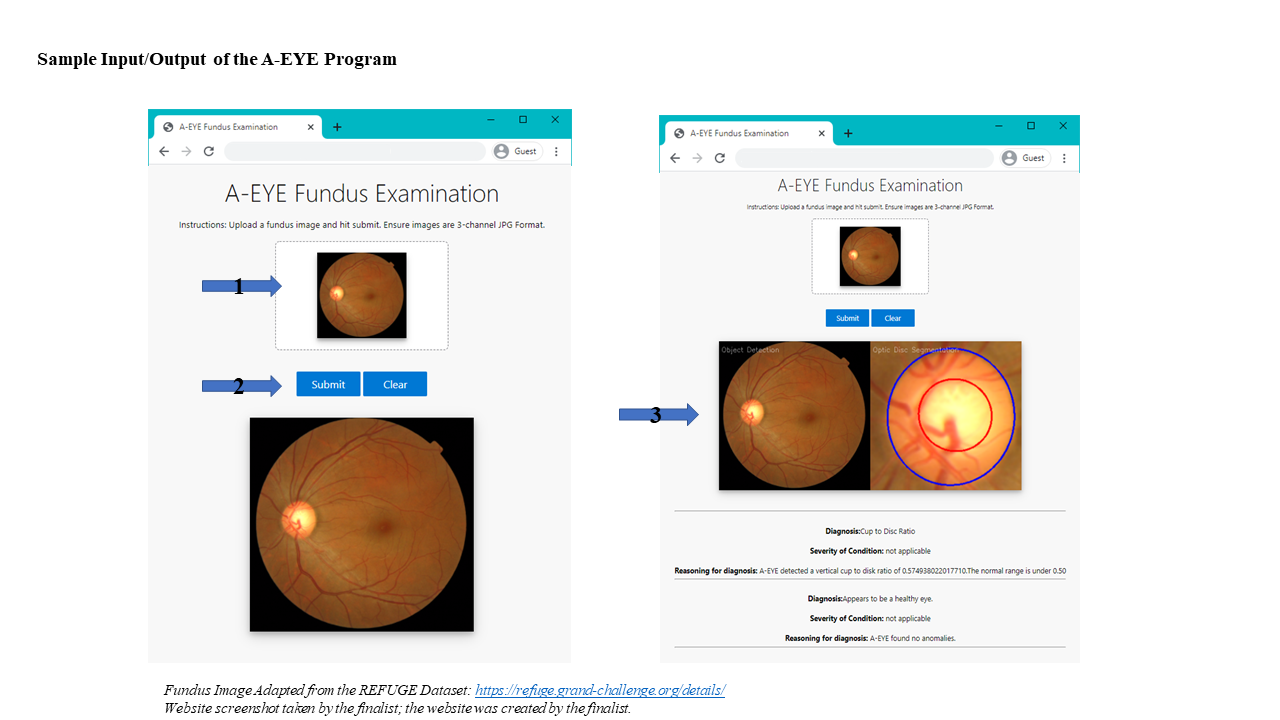 Sample Input/Output of the A-EYE Program
A-EYE Fundus Examination
Guest
A-EYE Fundus Examination
Instructions: Upload a fundus image and hit submit. Ensure images are 3-channel JPG Format.
1
2
Submit
Clear
A-EYE Fundus Examination
Guest
A-EYE Fundus Examination
Instructions: Upload a fundus image and hit submit. Ensure images are 3-channel JPG Format.
Submit
Clear
3
Object Detection
Optic Disc Segmentation
Diagnosis:Cup to Disc Ratio
Severity of Condition: not applicable
Reasoning for diagnosis: A-EYE detected a vertical cup to disk ratio of 0.574938022017710.The normal range is under 0.50
Diagnosis:Appears to be a healthy eye.
Severity of Condition: not applicable
Reasoning for diagnosis: A-EYE found no anomalies.
Fundus Image Adapted from the REFUGE Dataset: https://refuge.grand-challenge.org/details/
Website screenshot taken by the finalist; the website was created by the finalist.